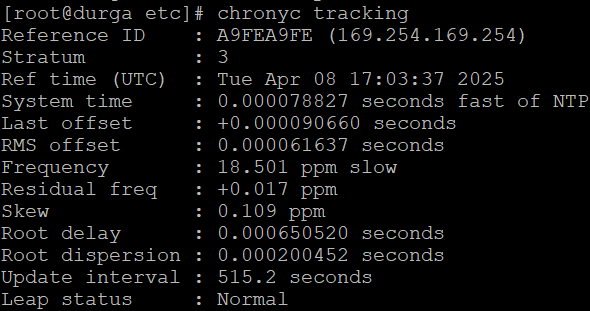 [root@durga etc]# chronyc tracking
Reference ID    : A9FEA9FE (169.254.169.254)
Stratum         : 3
Ref time (UTC)  : Tue Apr 08 17:03:37 2025
System time     : 0.000078827 seconds fast of NTP
Last offset     : +0.000090660 seconds
RMS offset      : 0.000061637 seconds
Frequency       : 18.501 ppm slow
Residual freq   : +0.017 ppm
Skew            : 0.109 ppm
Root delay      : 0.000650520 seconds
Root dispersion : 0.000200452 seconds
Update interval : 515.2 seconds
Leap status     : Normal